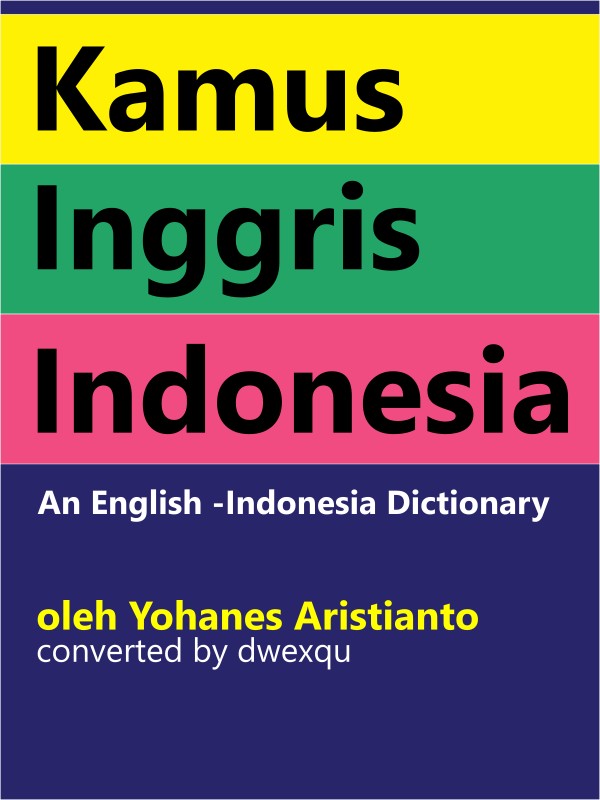 Kamus
Inggris
Indonesia
An English -Indonesia Dictionary
oleh Yohanes Aristianto
converted by dwexqu